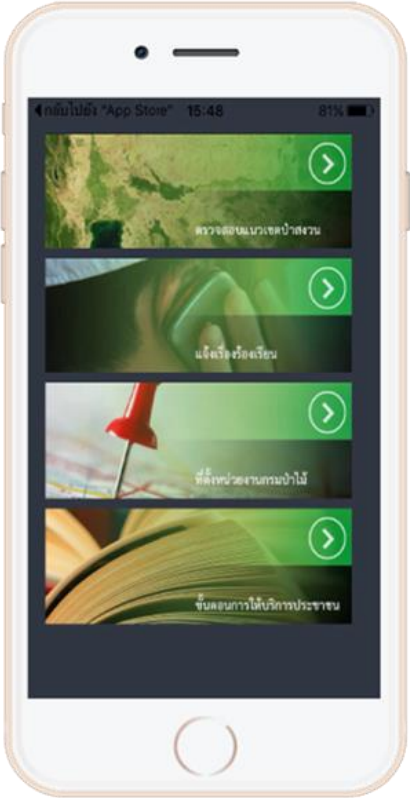 กลับไปยัง "App Store" 15:48 81%
ตรวจสอบแนวเขตป่าสงวน
แจ้งเรื่องร้องเรียน
ที่ตั้งหน่วยงานกรมป่าไม้
ขั้นตอนการให้บริการประชาชน